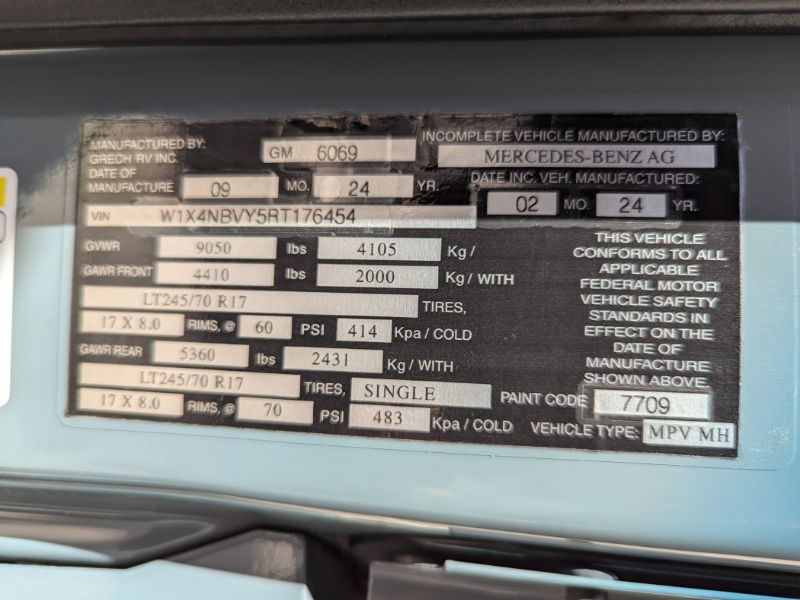 MANUFACTURED BY: GRECH RV INC. GM 6069
INCOMPLETE VEHICLE MANUFACTURED BY:
MERCEDES-BENZ AG
DATE OF MANUFACTURE 09 MO. 24 YR.
DATE INC. VEH. MANUFACTURED:
02 MO. 24 YR.
VIN W1X4NBVY5RT176454
GVWR 9050 lbs 4105 Kg /
GAWR FRONT 4410 lbs 2000 Kg / WITH
LT245/70 R17 TIRES,
17 X 8.0 RIMS, @ 60 PSI 414 Kpa / COLD
GAWR REAR 5360 lbs 2431 Kg / WITH
LT245/70 R17 TIRES, SINGLE
17 X 8.0 RIMS, @ 70 PSI 483 Kpa / COLD
THIS VEHICLE
CONFORMS TO ALL
APPLICABLE
FEDERAL MOTOR
VEHICLE SAFETY
STANDARDS IN
EFFECT ON THE
DATE OF
MANUFACTURE
SHOWN ABOVE.
PAINT CODE 7709
VEHICLE TYPE: MPV MH